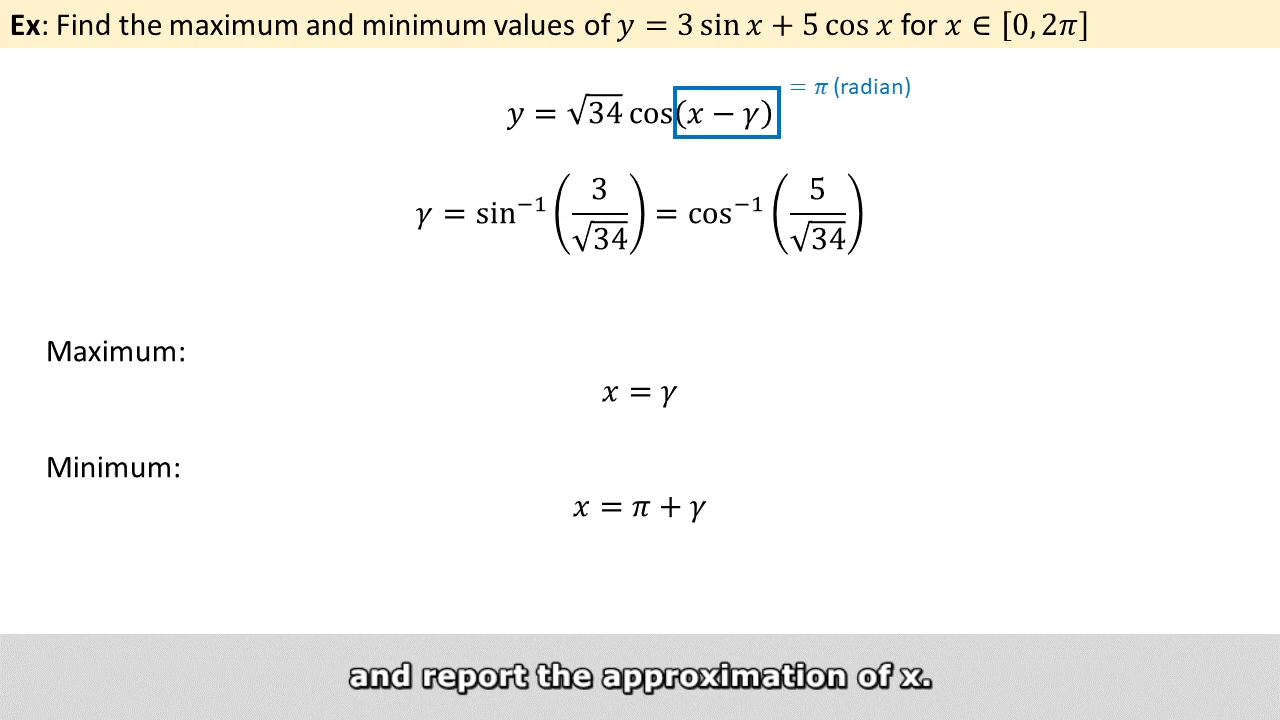 Ex: Find the maximum and minimum values of y = 3 sin x + 5 cos x for x ∈ [0, 2π]
= π (radian)
y = √34 cos(x − γ)
γ = sin⁻¹(3/√34) = cos⁻¹(5/√34)
Maximum:
x = γ
Minimum:
x = π + γ
and report the approximation of x.